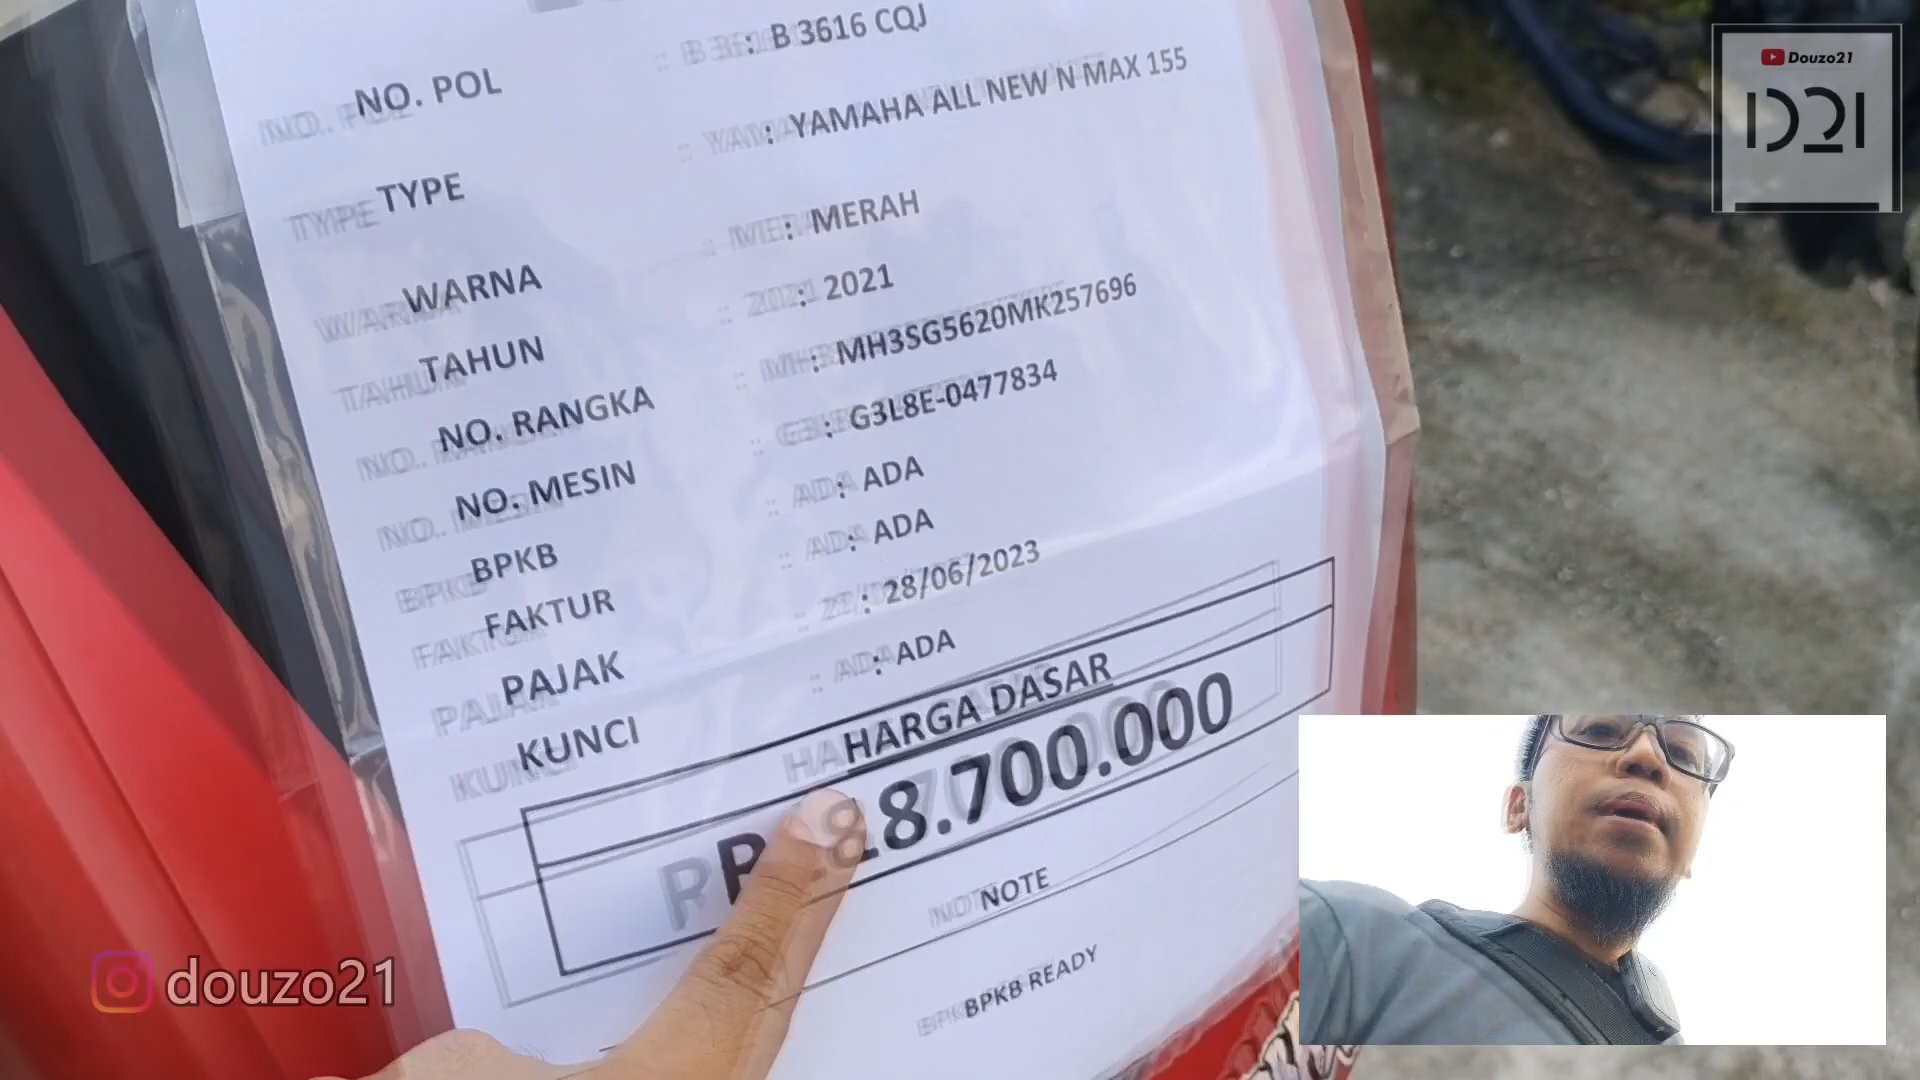 NO. POL : B 3616 CQJ
TYPE : YAMAHA ALL NEW N MAX 155
WARNA : MERAH
TAHUN : 2021
NO. RANGKA : MH3SG5620MK257696
NO. MESIN : G3L8E-0477834
BPKB : ADA
FAKTUR : ADA
PAJAK : 28/06/2023
KUNCI : ADA
HARGA DASAR
8.700.000
NOTE
BPKB READY
Douzo21
D21
douzo21